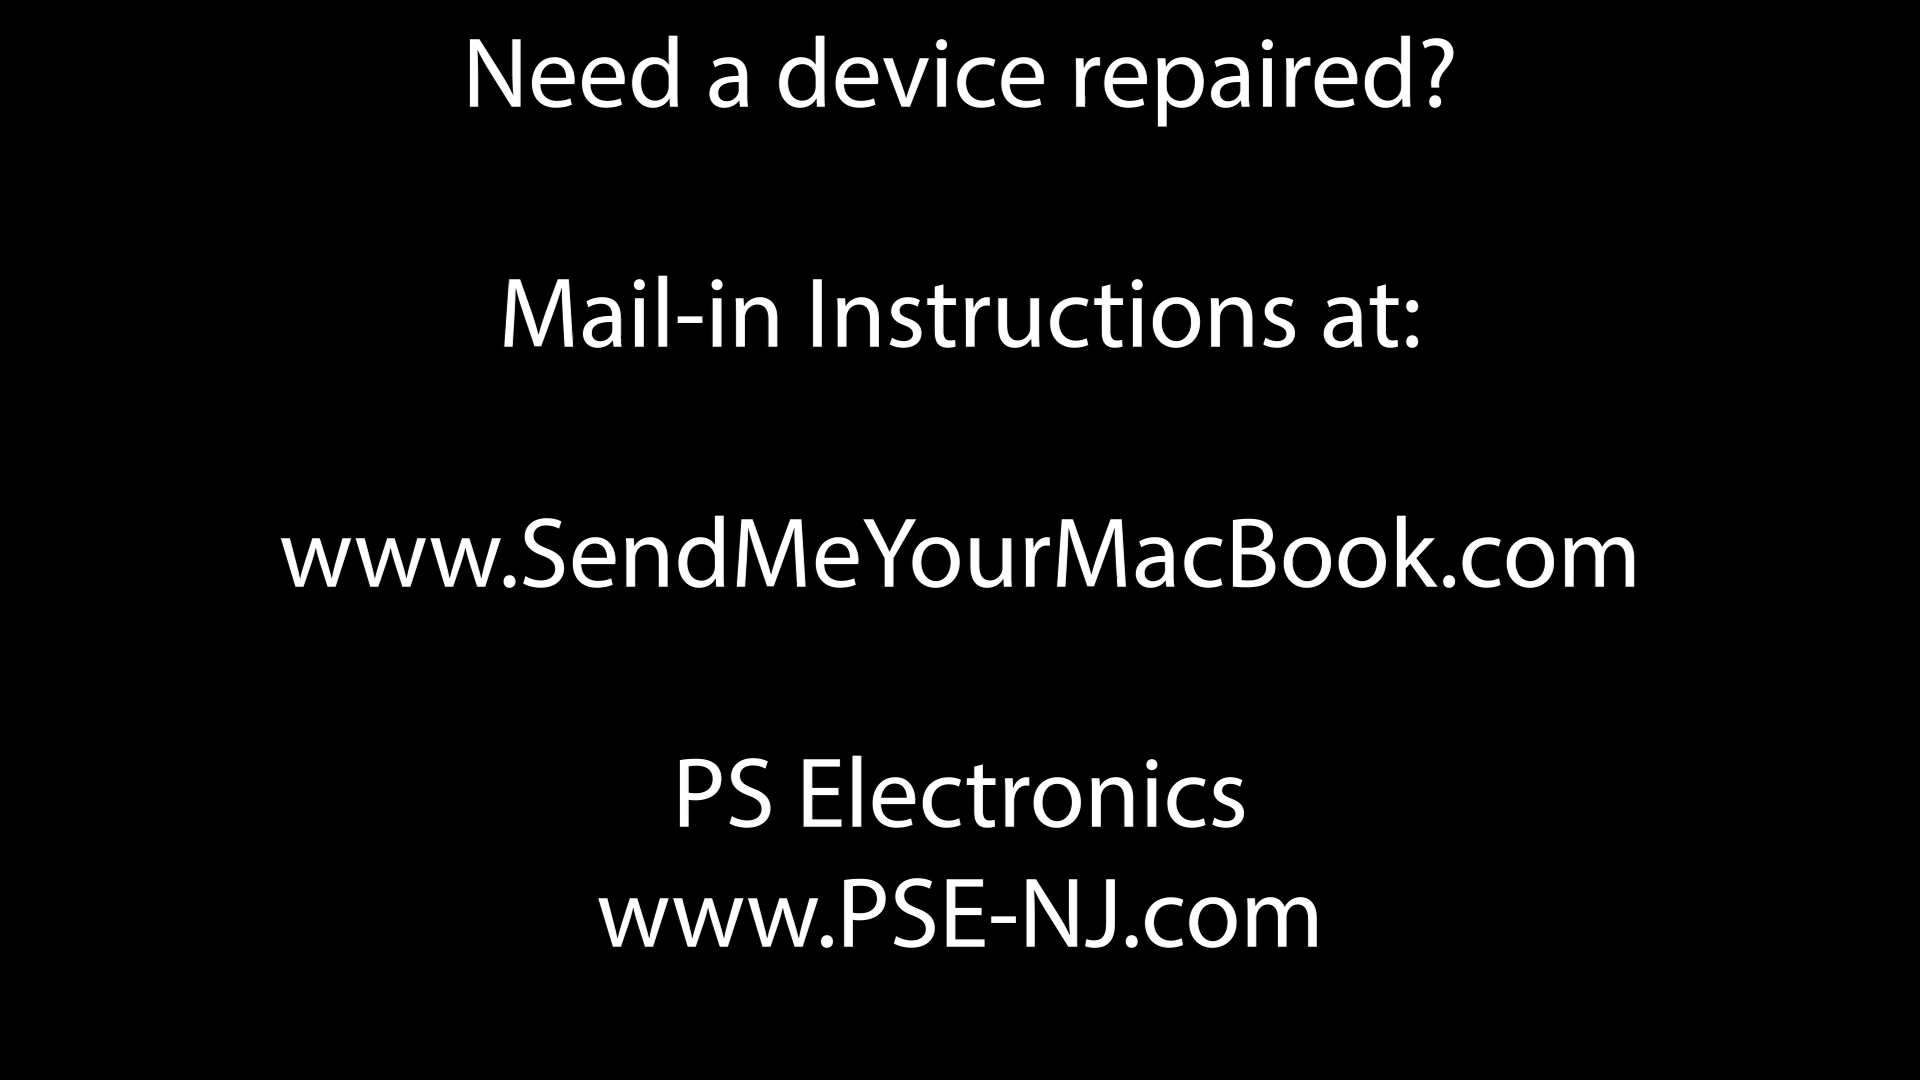 Need a device repaired?
Mail-in Instructions at:
www.SendMeYourMacBook.com
PS Electronics
www.PSE-NJ.com